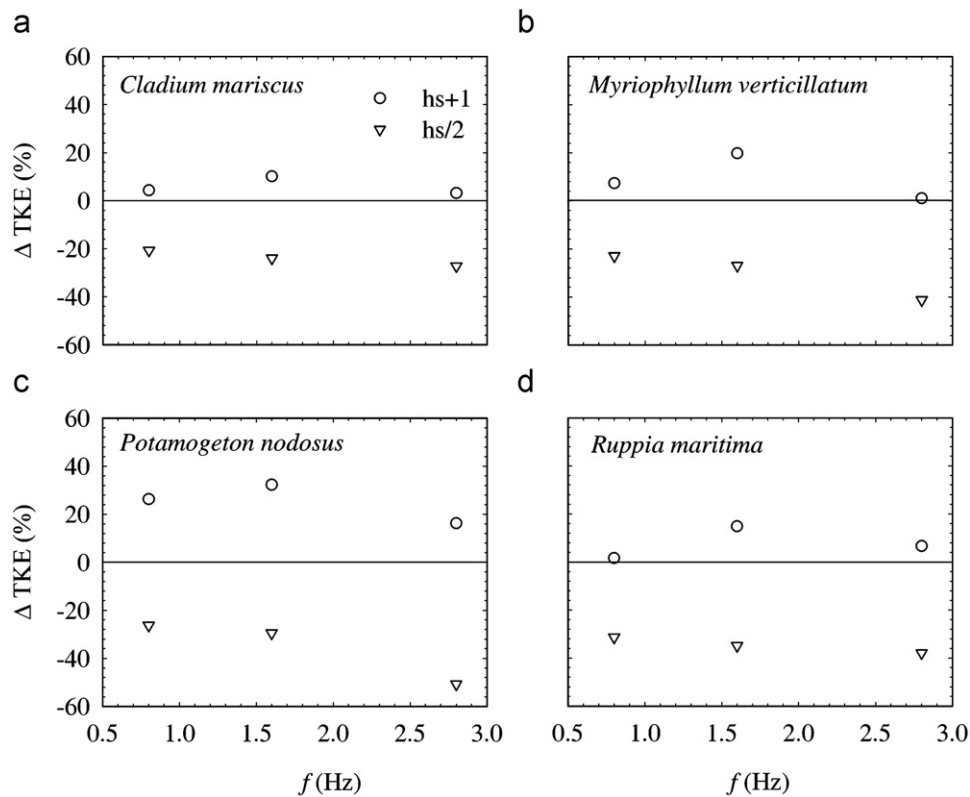 a
b
60
40
20
0
-20
-40
-60
Δ TKE (%)
Cladium mariscus
hs+1
hs/2
Myriophyllum verticillatum
c
d
60
40
20
0
-20
-40
-60
Δ TKE (%)
Potamogeton nodosus
Ruppia maritima
0.5 1.0 1.5 2.0 2.5 3.0
0.5 1.0 1.5 2.0 2.5 3.0
f (Hz)
f (Hz)